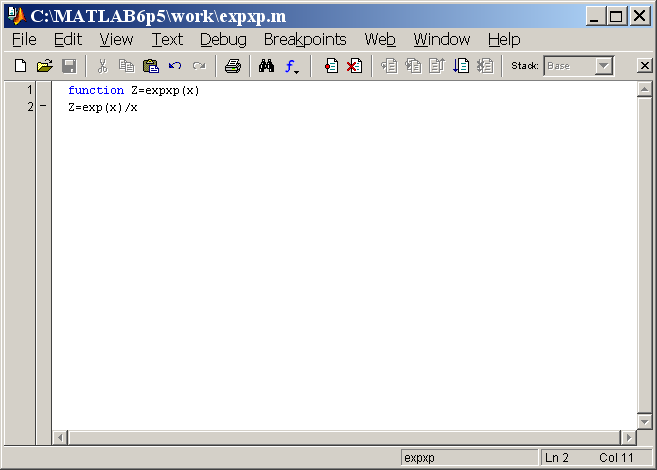 C:\MATLAB6p5\work\expxp.m
File Edit View Text Debug Breakpoints Web Window Help
Stack: Base
1 function Z=expxp(x)
2 Z=exp(x)/x
expxp Ln 2 Col 11